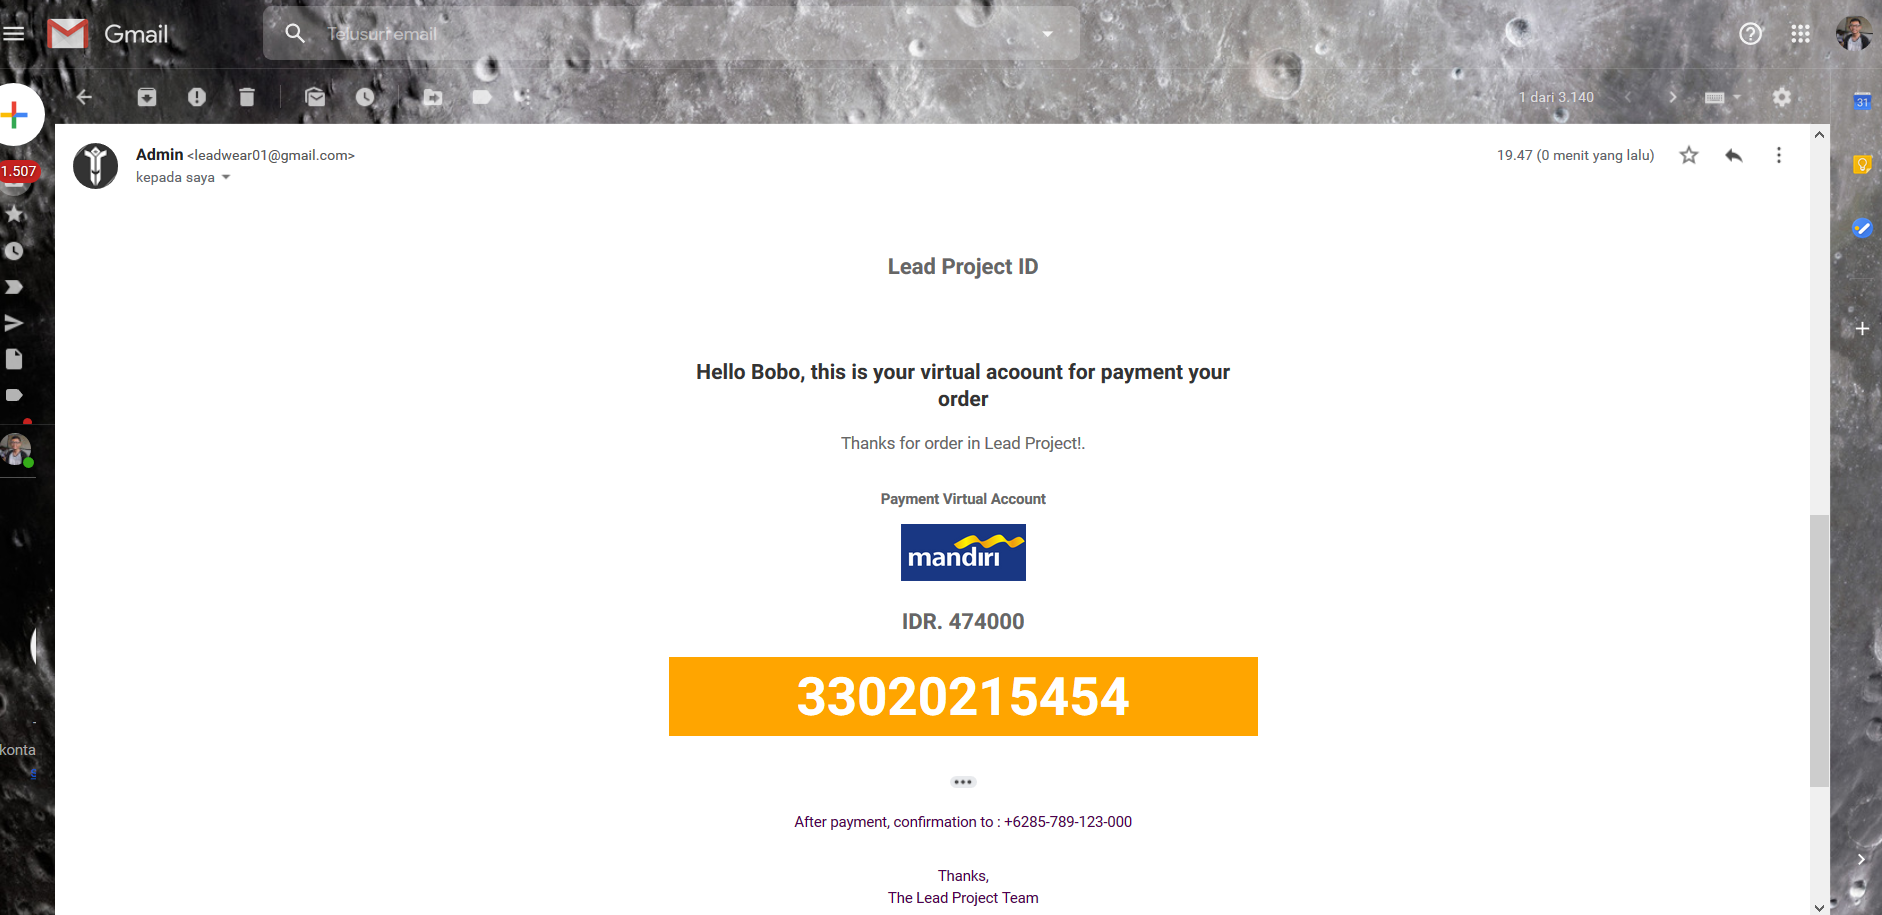 Gmail
Telusuri email
1 dari 3.140
31
1.507
Admin <leadwear01@gmail.com>
19.47 (0 menit yang lalu)
kepada saya
Lead Project ID
Hello Bobo, this is your virtual acoount for payment your
order
Thanks for order in Lead Project!.
Payment Virtual Account
mandiri
IDR. 474000
33020215454
konta
After payment, confirmation to : +6285-789-123-000
Thanks,
The Lead Project Team